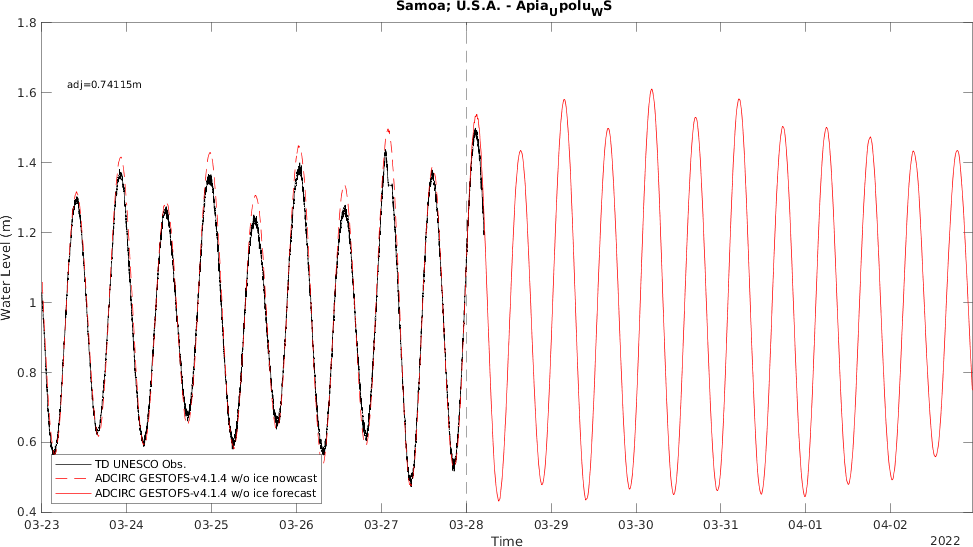 Samoa; U.S.A. - ApiaUpoluWS
1.8
1.6
1.4
1.2
1
0.8
0.6
0.4
Water Level (m)
adj=0.74115m
TD UNESCO Obs.
ADCIRC GESTOFS-v4.1.4 w/o ice nowcast
ADCIRC GESTOFS-v4.1.4 w/o ice forecast
03-23 03-24 03-25 03-26 03-27 03-28 03-29 03-30 03-31 04-01 04-02
Time
2022